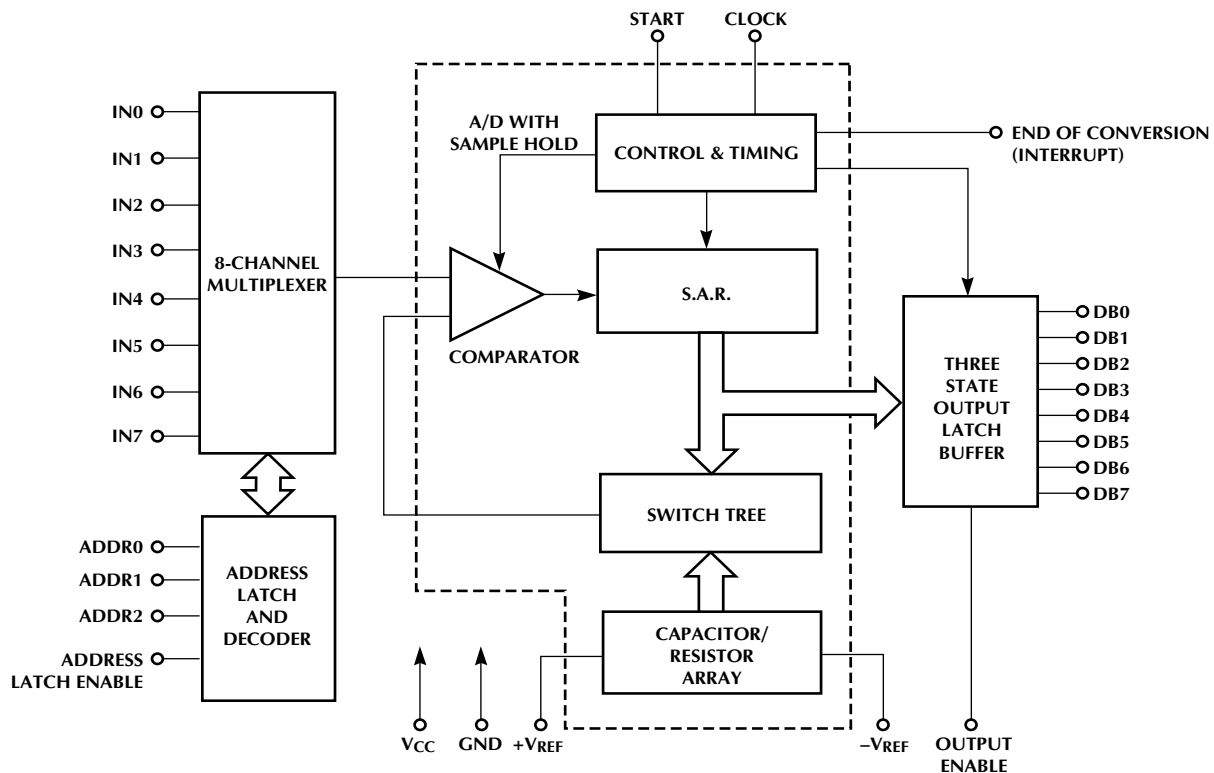 START
CLOCK
IN0
IN1
IN2
IN3
IN4
IN5
IN6
IN7
8-CHANNEL
MULTIPLEXER
A/D WITH
SAMPLE HOLD
CONTROL & TIMING
END OF CONVERSION
(INTERRUPT)
S.A.R.
COMPARATOR
THREE
STATE
OUTPUT
LATCH
BUFFER
DB0
DB1
DB2
DB3
DB4
DB5
DB6
DB7
SWITCH TREE
ADDR0
ADDR1
ADDR2
ADDRESS
LATCH ENABLE
ADDRESS
LATCH
AND
DECODER
CAPACITOR/
RESISTOR
ARRAY
VCC
GND
+VREF
–VREF
OUTPUT
ENABLE